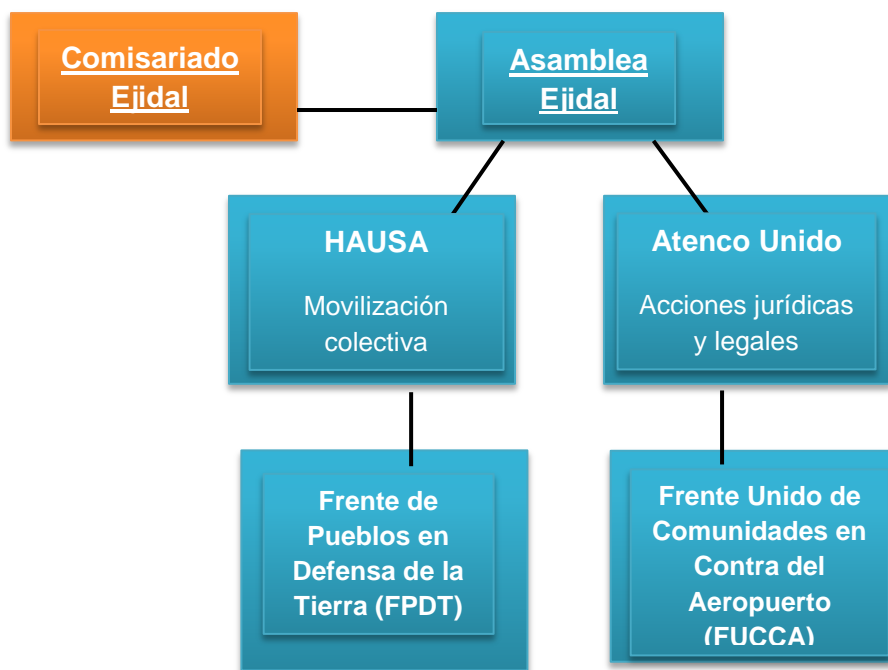 Comisariado
Ejidal
Asamblea
Ejidal
HAUSA
Movilización
colectiva
Atenco Unido
Acciones jurídicas
y legales
Frente de
Pueblos en
Defensa de la
Tierra (FPDT)
Frente Unido de
Comunidades en
Contra del
Aeropuerto
(FUCCA)